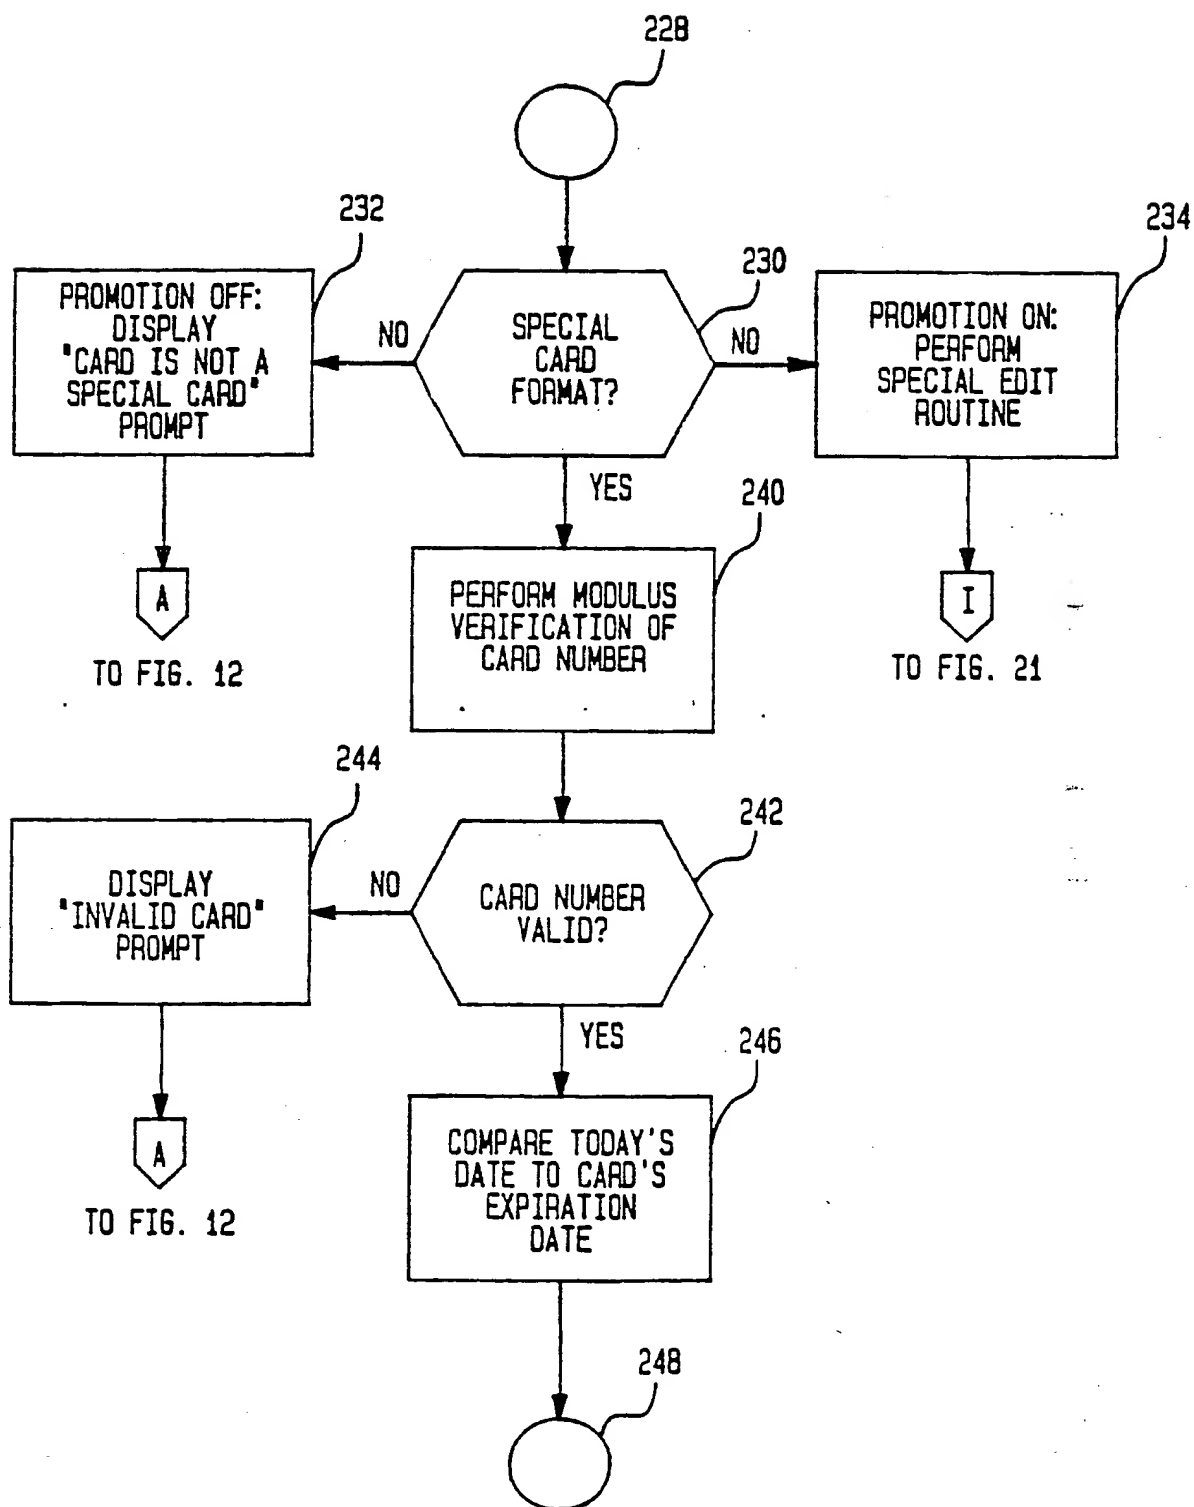 228
232
234
230
PROMOTION OFF:
DISPLAY
"CARD IS NOT A
SPECIAL CARD"
PROMPT
NO
SPECIAL
CARD
FORMAT?
NO
PROMOTION ON:
PERFORM
SPECIAL EDIT
ROUTINE
YES
240
A
TO FIG. 12
PERFORM MODULUS
VERIFICATION OF
CARD NUMBER
I
TO FIG. 21
244
242
DISPLAY
"INVALID CARD"
PROMPT
NO
CARD NUMBER
VALID?
YES
246
A
TO FIG. 12
COMPARE TODAY'S
DATE TO CARD'S
EXPIRATION
DATE
248